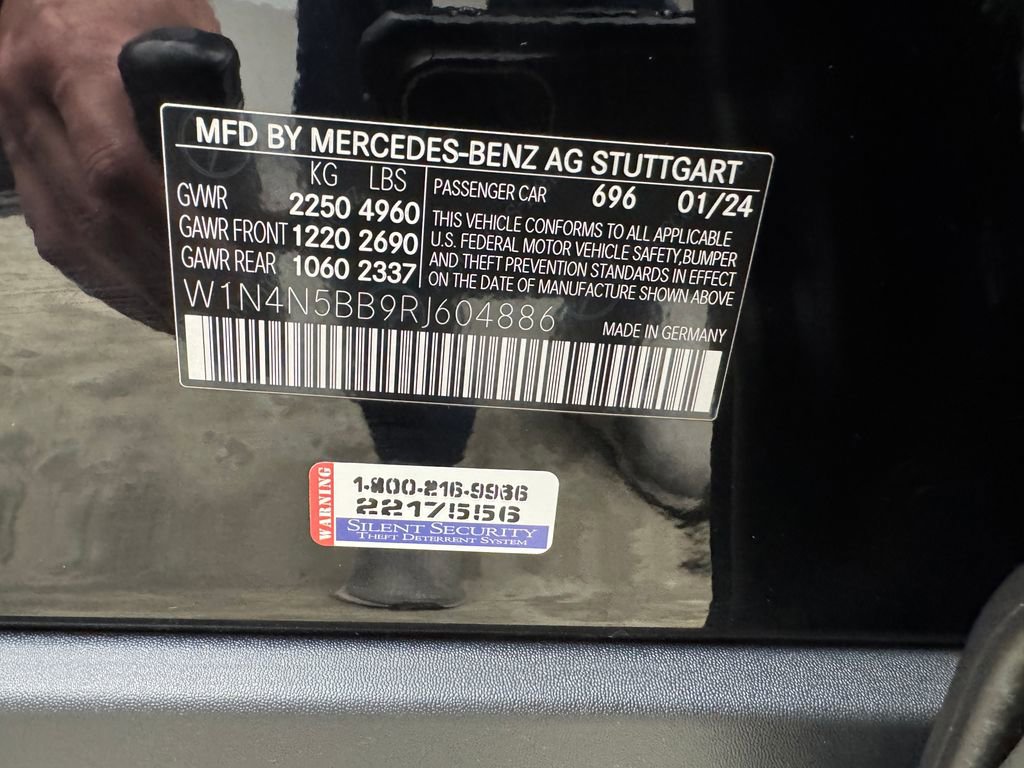 MFD BY MERCEDES-BENZ AG STUTTGART
KG LBS
GVWR 2250 4960
GAWR FRONT 1220 2690
GAWR REAR 1060 2337
PASSENGER CAR 696 01/24
THIS VEHICLE CONFORMS TO ALL APPLICABLE
U.S. FEDERAL MOTOR VEHICLE SAFETY,BUMPER
AND THEFT PREVENTION STANDARDS IN EFFECT
ON THE DATE OF MANUFACTURE SHOWN ABOVE
W1N4N5BB9RJ604886
MADE IN GERMANY
WARNING
1-800-216-9936
2217556
SILENT SECURITY
THEFT DETERRENT SYSTEM